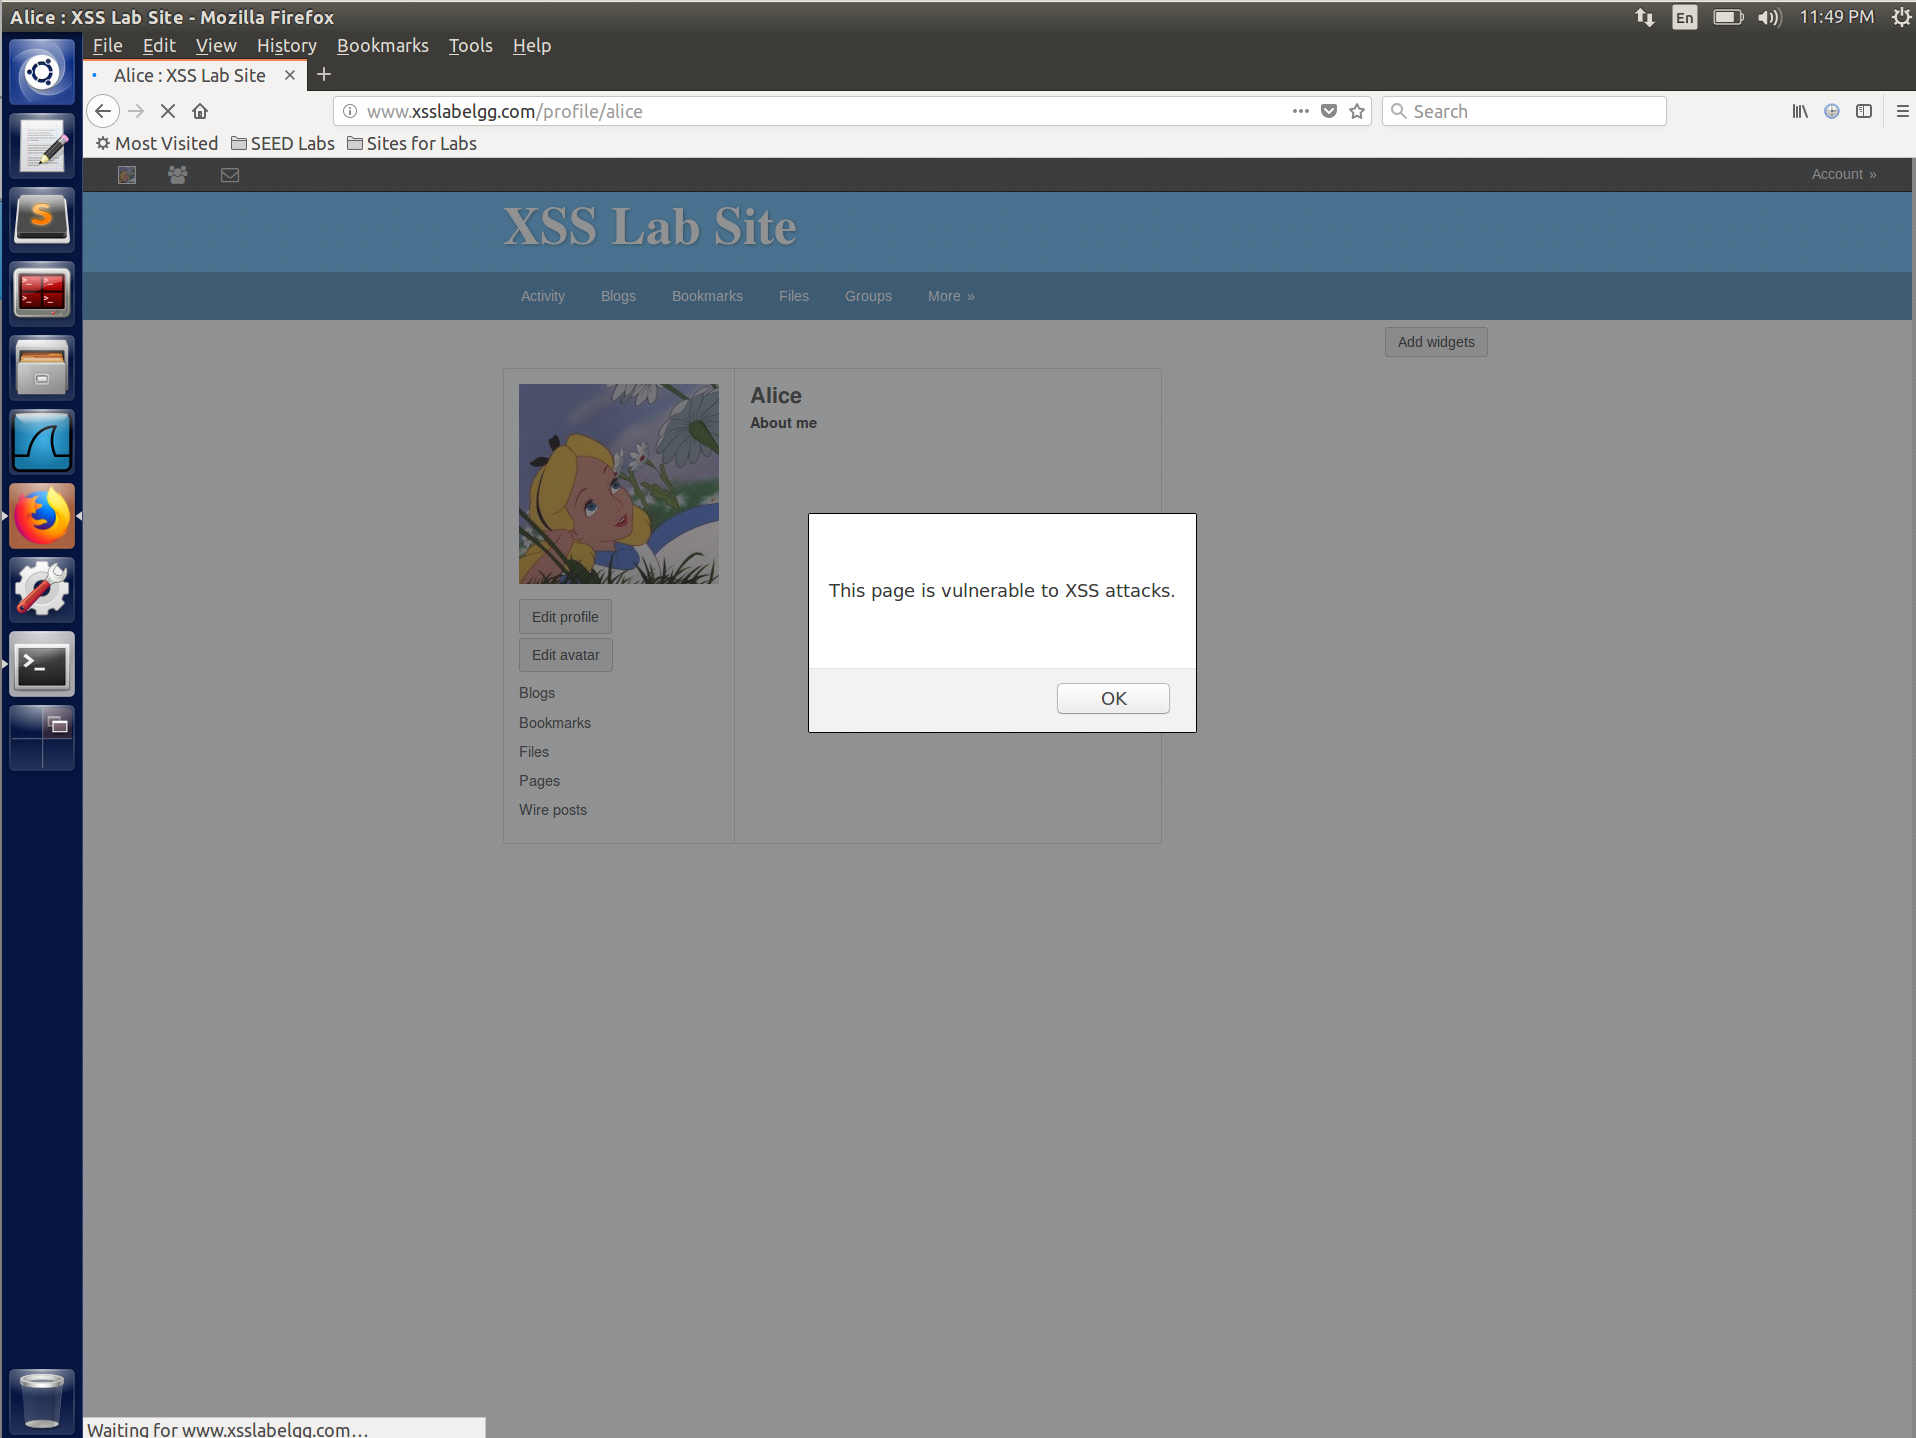 Alice : XSS Lab Site - Mozilla Firefox
En
11:49 PM
File Edit View History Bookmarks Tools Help
Alice : XSS Lab Site
www.xsslabelgg.com/profile/alice
Search
Most Visited SEED Labs Sites for Labs
Account »
XSS Lab Site
Activity Blogs Bookmarks Files Groups More »
Add widgets
Alice
About me
This page is vulnerable to XSS attacks.
OK
Edit profile
Edit avatar
Blogs
Bookmarks
Files
Pages
Wire posts
Waiting for www.xsslabelgg.com…